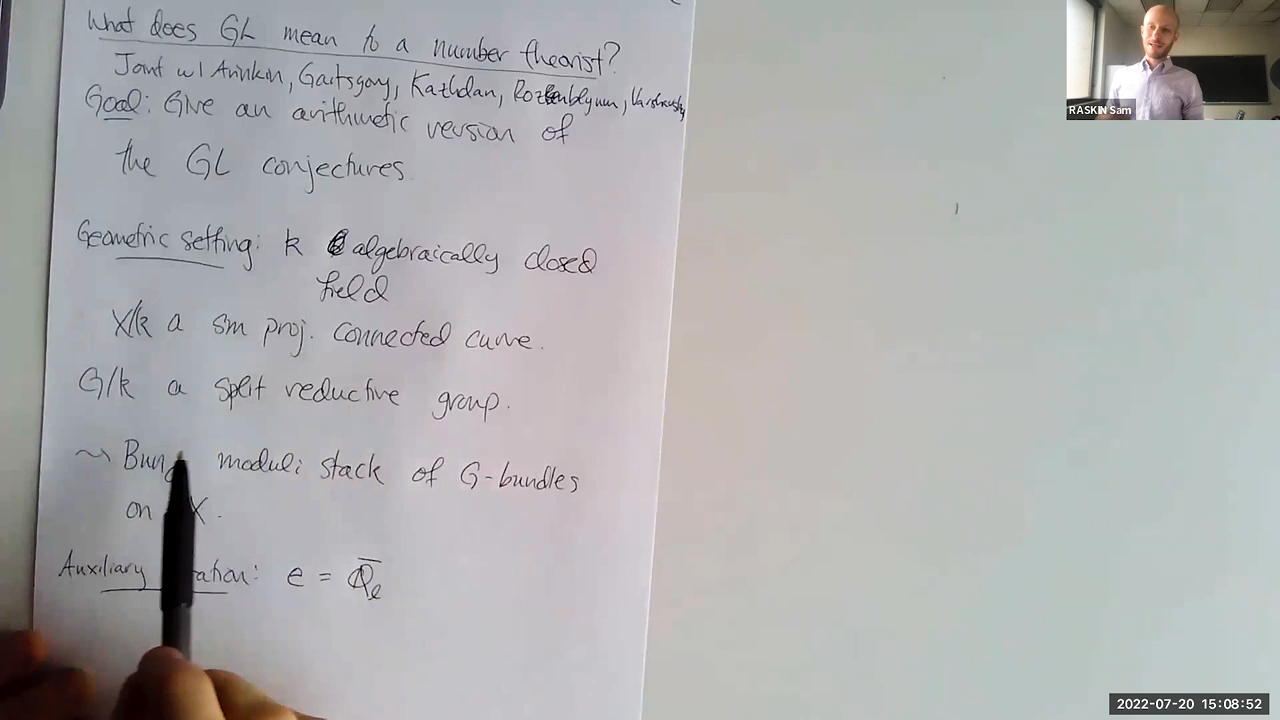 What does GL mean to a number theorist?
Joint w/ Arinkin, Gaitsgory, Kazhdan, Rozenblyum, Varshavsky
Goal: Give an arithmetic version of
the GL conjectures.
Geometric setting: k algebraically closed
field
X/k a sm proj. connected curve.
G/k a split reductive group.
⇝ Bun moduli stack of G-bundles
on X.
Auxiliary e = Q̄ℓ
RASKIN Sam
2022-07-20 15:08:52